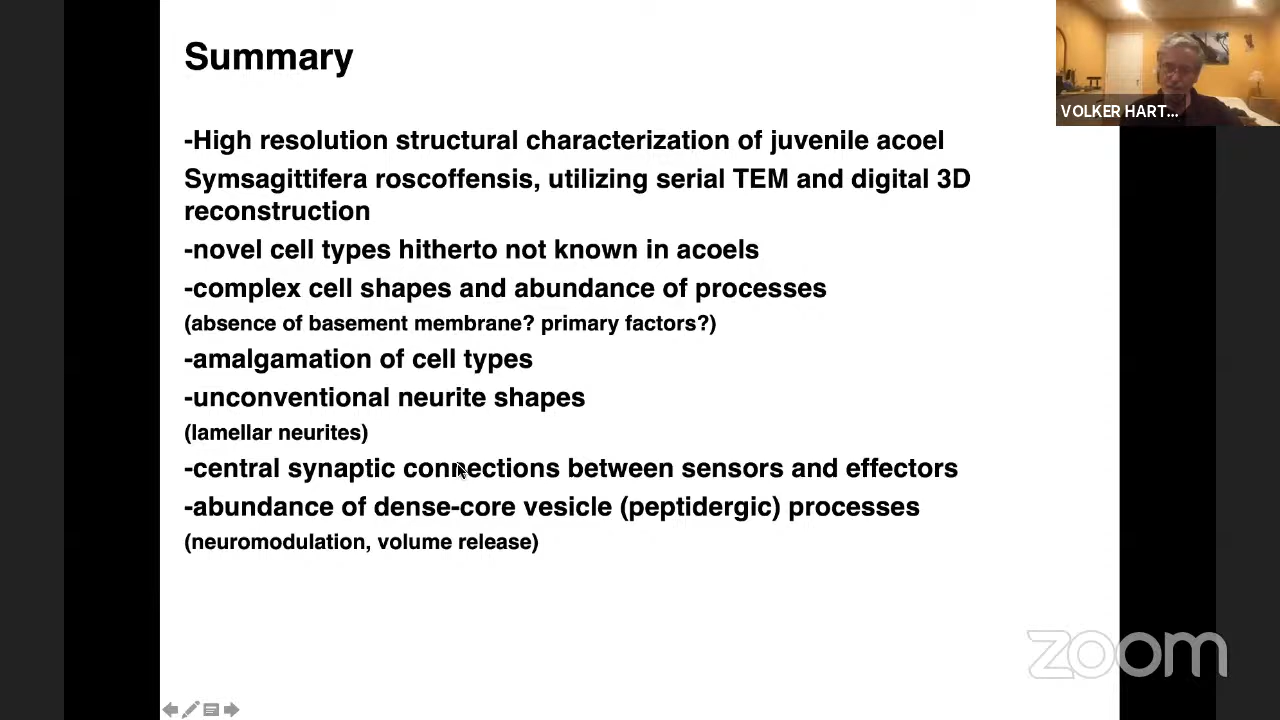 Summary
VOLKER HART...
-High resolution structural characterization of juvenile acoel
Symsagittifera roscoffensis, utilizing serial TEM and digital 3D
reconstruction
-novel cell types hitherto not known in acoels
-complex cell shapes and abundance of processes
(absence of basement membrane? primary factors?)
-amalgamation of cell types
-unconventional neurite shapes
(lamellar neurites)
-central synaptic connections between sensors and effectors
-abundance of dense-core vesicle (peptidergic) processes
(neuromodulation, volume release)
zoom